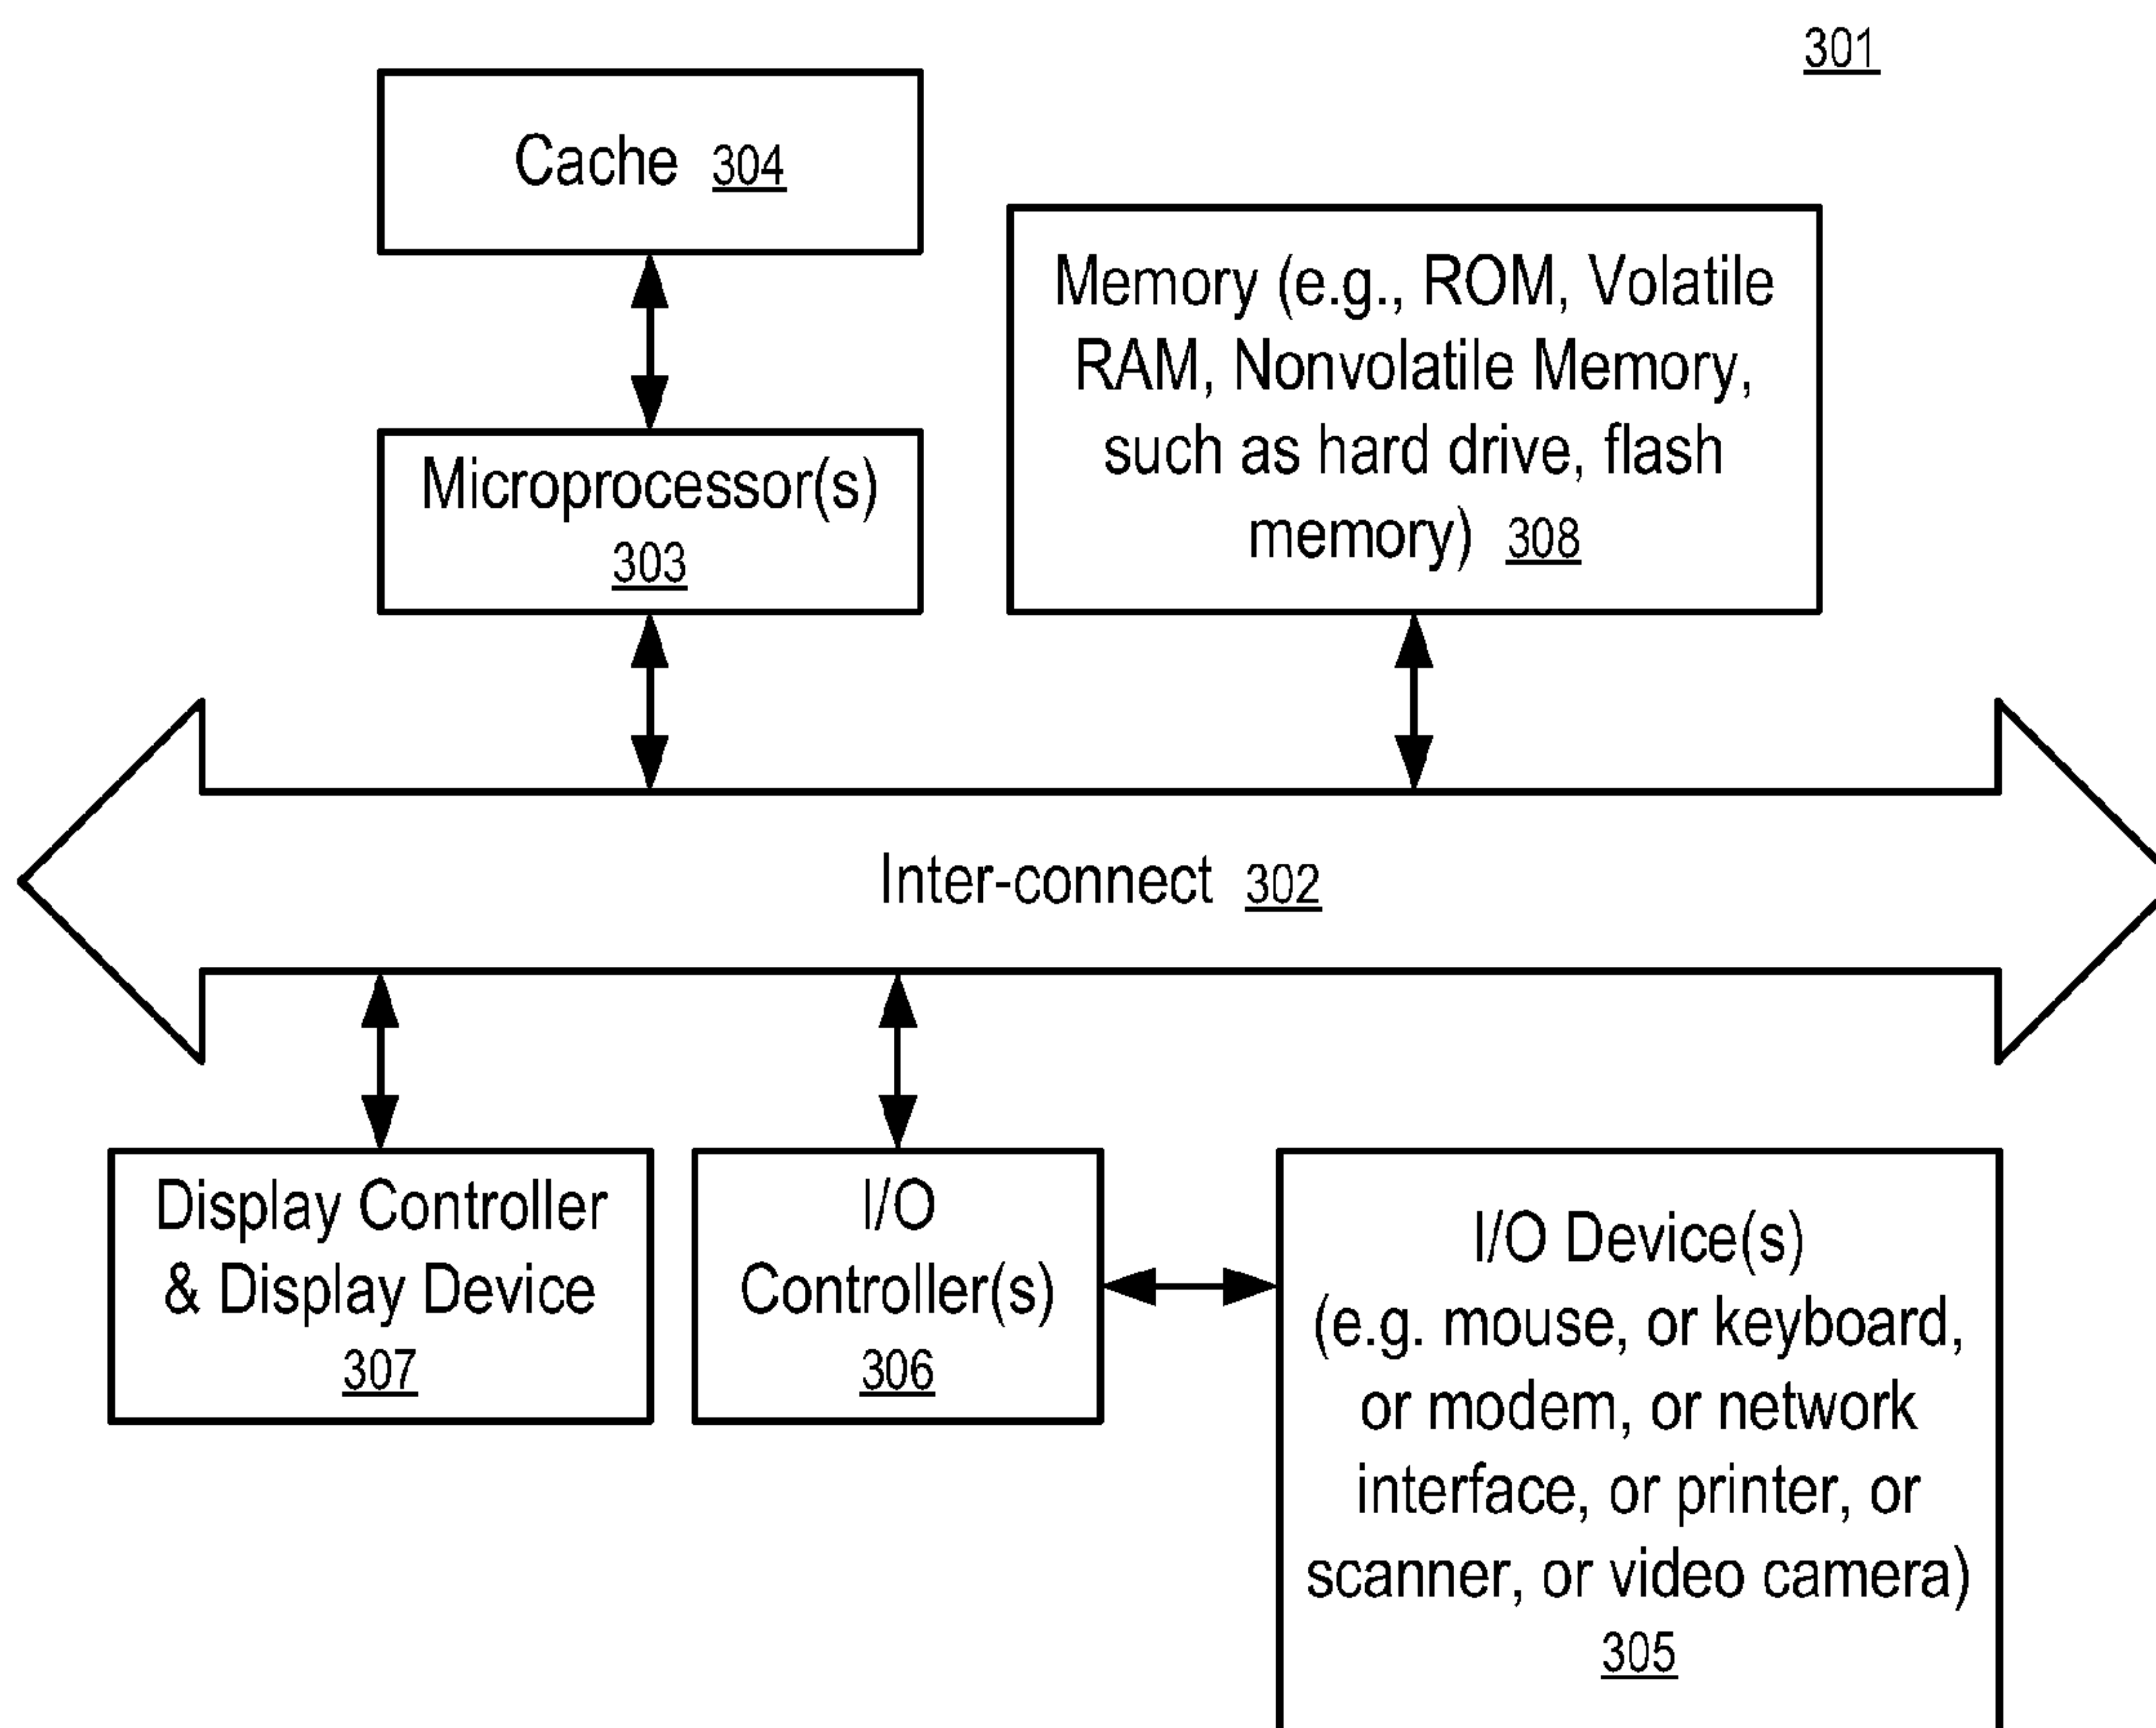 301
Cache 304
Memory (e.g., ROM, Volatile
RAM, Nonvolatile Memory,
such as hard drive, flash
memory) 308
Microprocessor(s)
303
Inter-connect 302
Display Controller
& Display Device
307
I/O
Controller(s)
306
I/O Device(s)
(e.g. mouse, or keyboard,
or modem, or network
interface, or printer, or
scanner, or video camera)
305